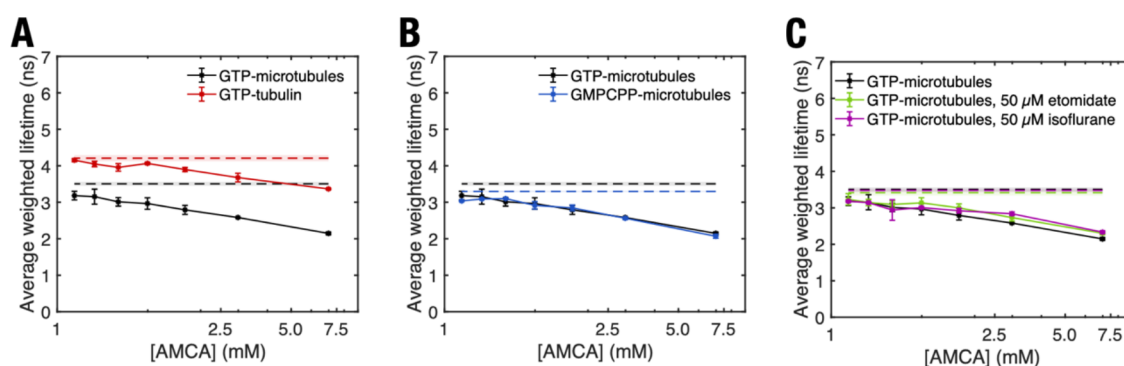 A
B
C
Average weighted lifetime (ns)
7
6
5
4
3
2
1
0
GTP-microtubules
GTP-tubulin
1
2.5
5.0
7.5
[AMCA] (mM)
Average weighted lifetime (ns)
7
6
5
4
3
2
1
0
GTP-microtubules
GMPCPP-microtubules
1
2.5
5.0
7.5
[AMCA] (mM)
Average weighted lifetime (ns)
7
6
5
4
3
2
1
0
GTP-microtubules
GTP-microtubules, 50 µM etomidate
GTP-microtubules, 50 µM isoflurane
1
2.5
5.0
7.5
[AMCA] (mM)